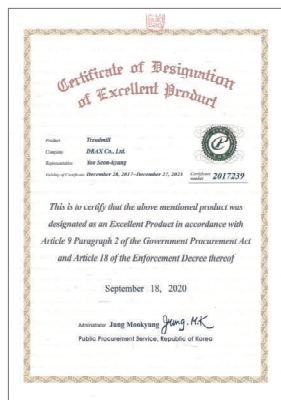 Certificate of Designation
of Excellent Product
Product Treadmill
Company DRAX Co., Ltd.
Representative Yoo Seon-kyung
Validity of Certificate December 28, 2017~December 27, 2023
Certificate number 2017239
This is to certify that the above mentioned product was
designated as an Excellent Product in accordance with
Article 9 Paragraph 2 of the Government Procurement Act
and Article 18 of the Enforcement Decree thereof
September 18, 2020
Administrator Jung Mookyung Jung. M.K
Public Procurement Service, Republic of Korea